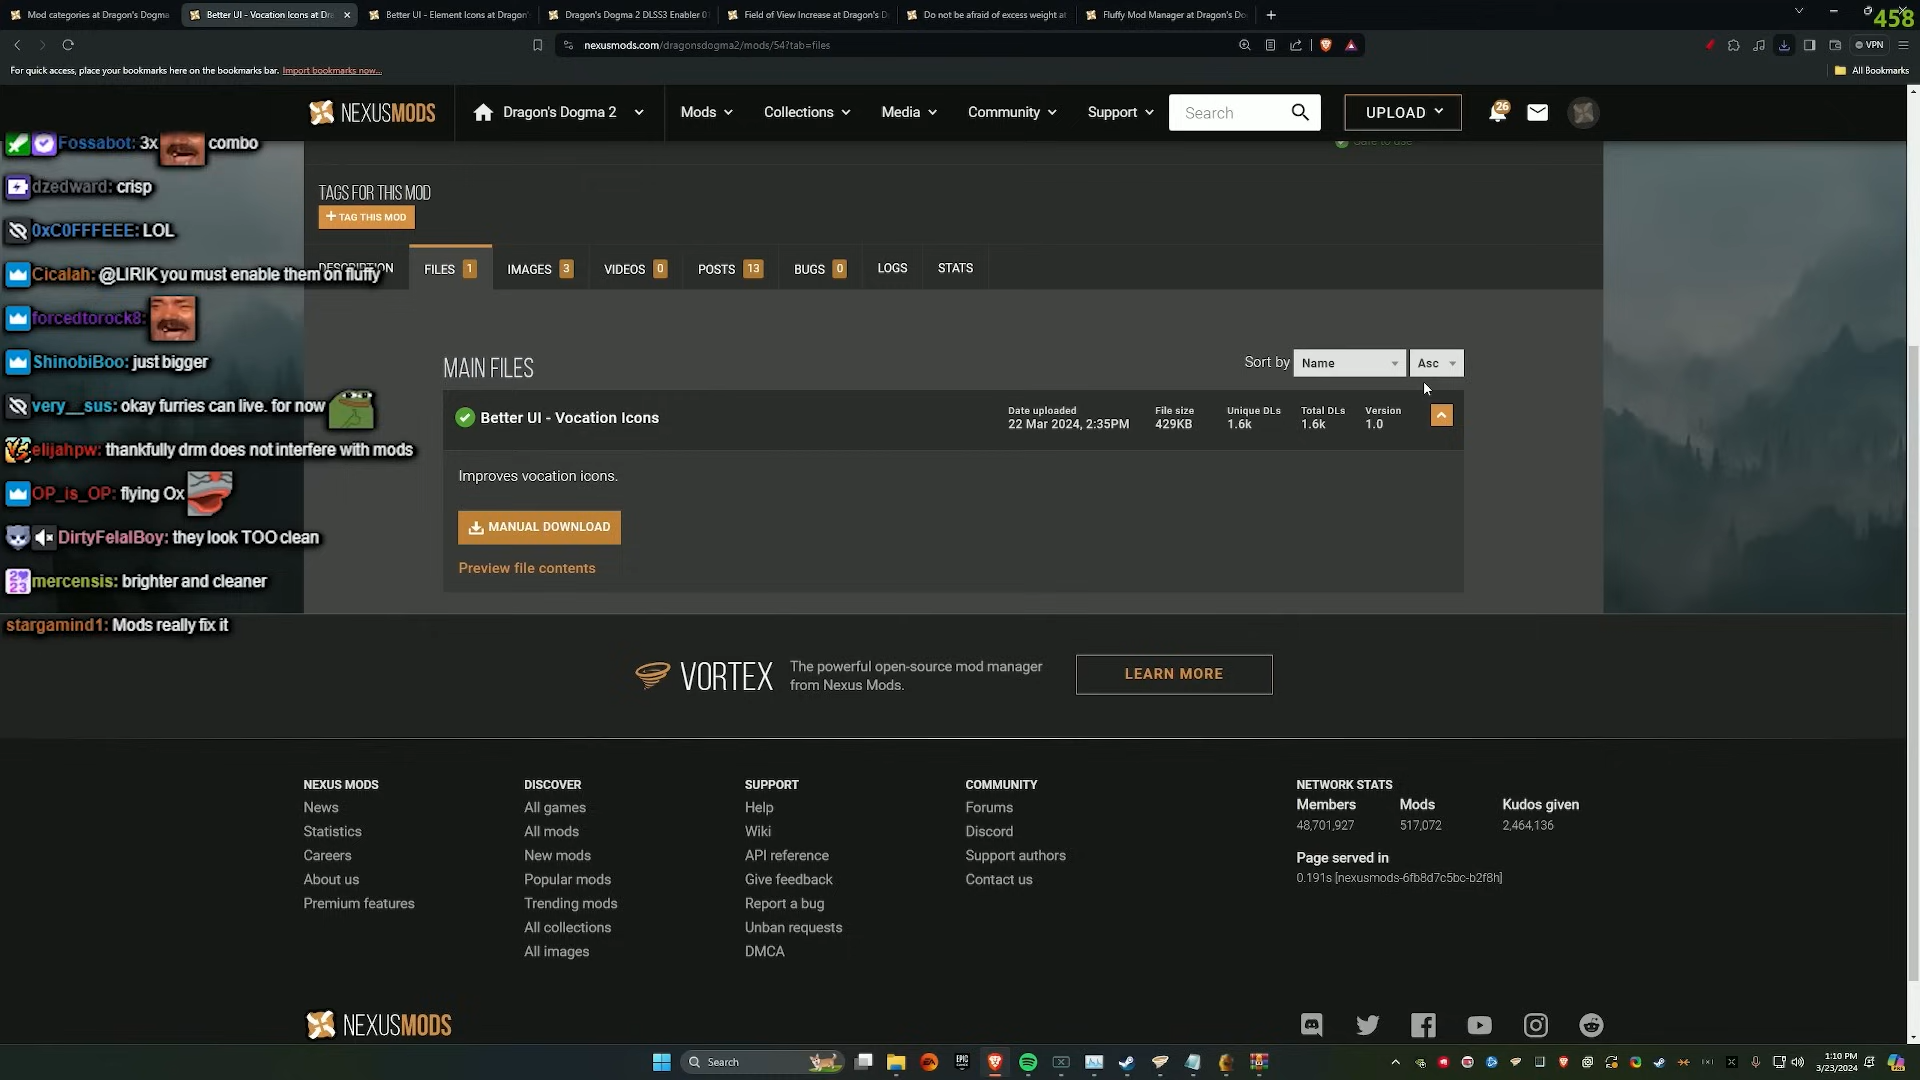 Mod categories at Dragon's Dogma
Better UI - Vocation Icons at Dra
Better UI - Element Icons at Dragon'
Dragon's Dogma 2 DLSS3 Enabler
Field of View Increase at Dragon's D
Do not be afraid of excess weight at
Fluffy Mod Manager at Dragon's Do
458
nexusmods.com/dragonsdogma2/mods/54?tab=files
VPN
For quick access, place your bookmarks here on the bookmarks bar. Import bookmarks now...
All Bookmarks
NEXUSMODS
Dragon's Dogma 2
Mods
Collections
Media
Community
Support
Search
UPLOAD
26
Safe to use
Fossabot: 3x combo
dzedward: crisp
0xC0FFFEEE: LOL
Cicalah: @LIRIK you must enable them on fluffy
forcedtorock8:
ShinobiBoo: just bigger
very__sus: okay furries can live. for now
elijahpw: thankfully drm does not interfere with mods
OP_is_OP: flying Ox
DirtyFelalBoy: they look TOO clean
2023 mercensis: brighter and cleaner
stargamind1: Mods really fix it
TAGS FOR THIS MOD
+ TAG THIS MOD
DESCRIPTION
FILES 1
IMAGES 3
VIDEOS 0
POSTS 13
BUGS 0
LOGS
STATS
MAIN FILES
Sort by Name Asc
Better UI - Vocation Icons
Date uploaded
22 Mar 2024, 2:35PM
File size
429KB
Unique DLs
1.6k
Total DLs
1.6k
Version
1.0
Improves vocation icons.
MANUAL DOWNLOAD
Preview file contents
VORTEX
The powerful open-source mod manager
from Nexus Mods.
LEARN MORE
NEXUS MODS
News
Statistics
Careers
About us
Premium features
DISCOVER
All games
All mods
New mods
Popular mods
Trending mods
All collections
All images
SUPPORT
Help
Wiki
API reference
Give feedback
Report a bug
Unban requests
DMCA
COMMUNITY
Forums
Discord
Support authors
Contact us
NETWORK STATS
Members
48,701,927
Mods
517,072
Kudos given
2,464,136
Page served in
0.191s [nexusmods-6fb8d7c5bc-b2f8h]
NEXUSMODS
Search
1:10 PM
3/23/2024